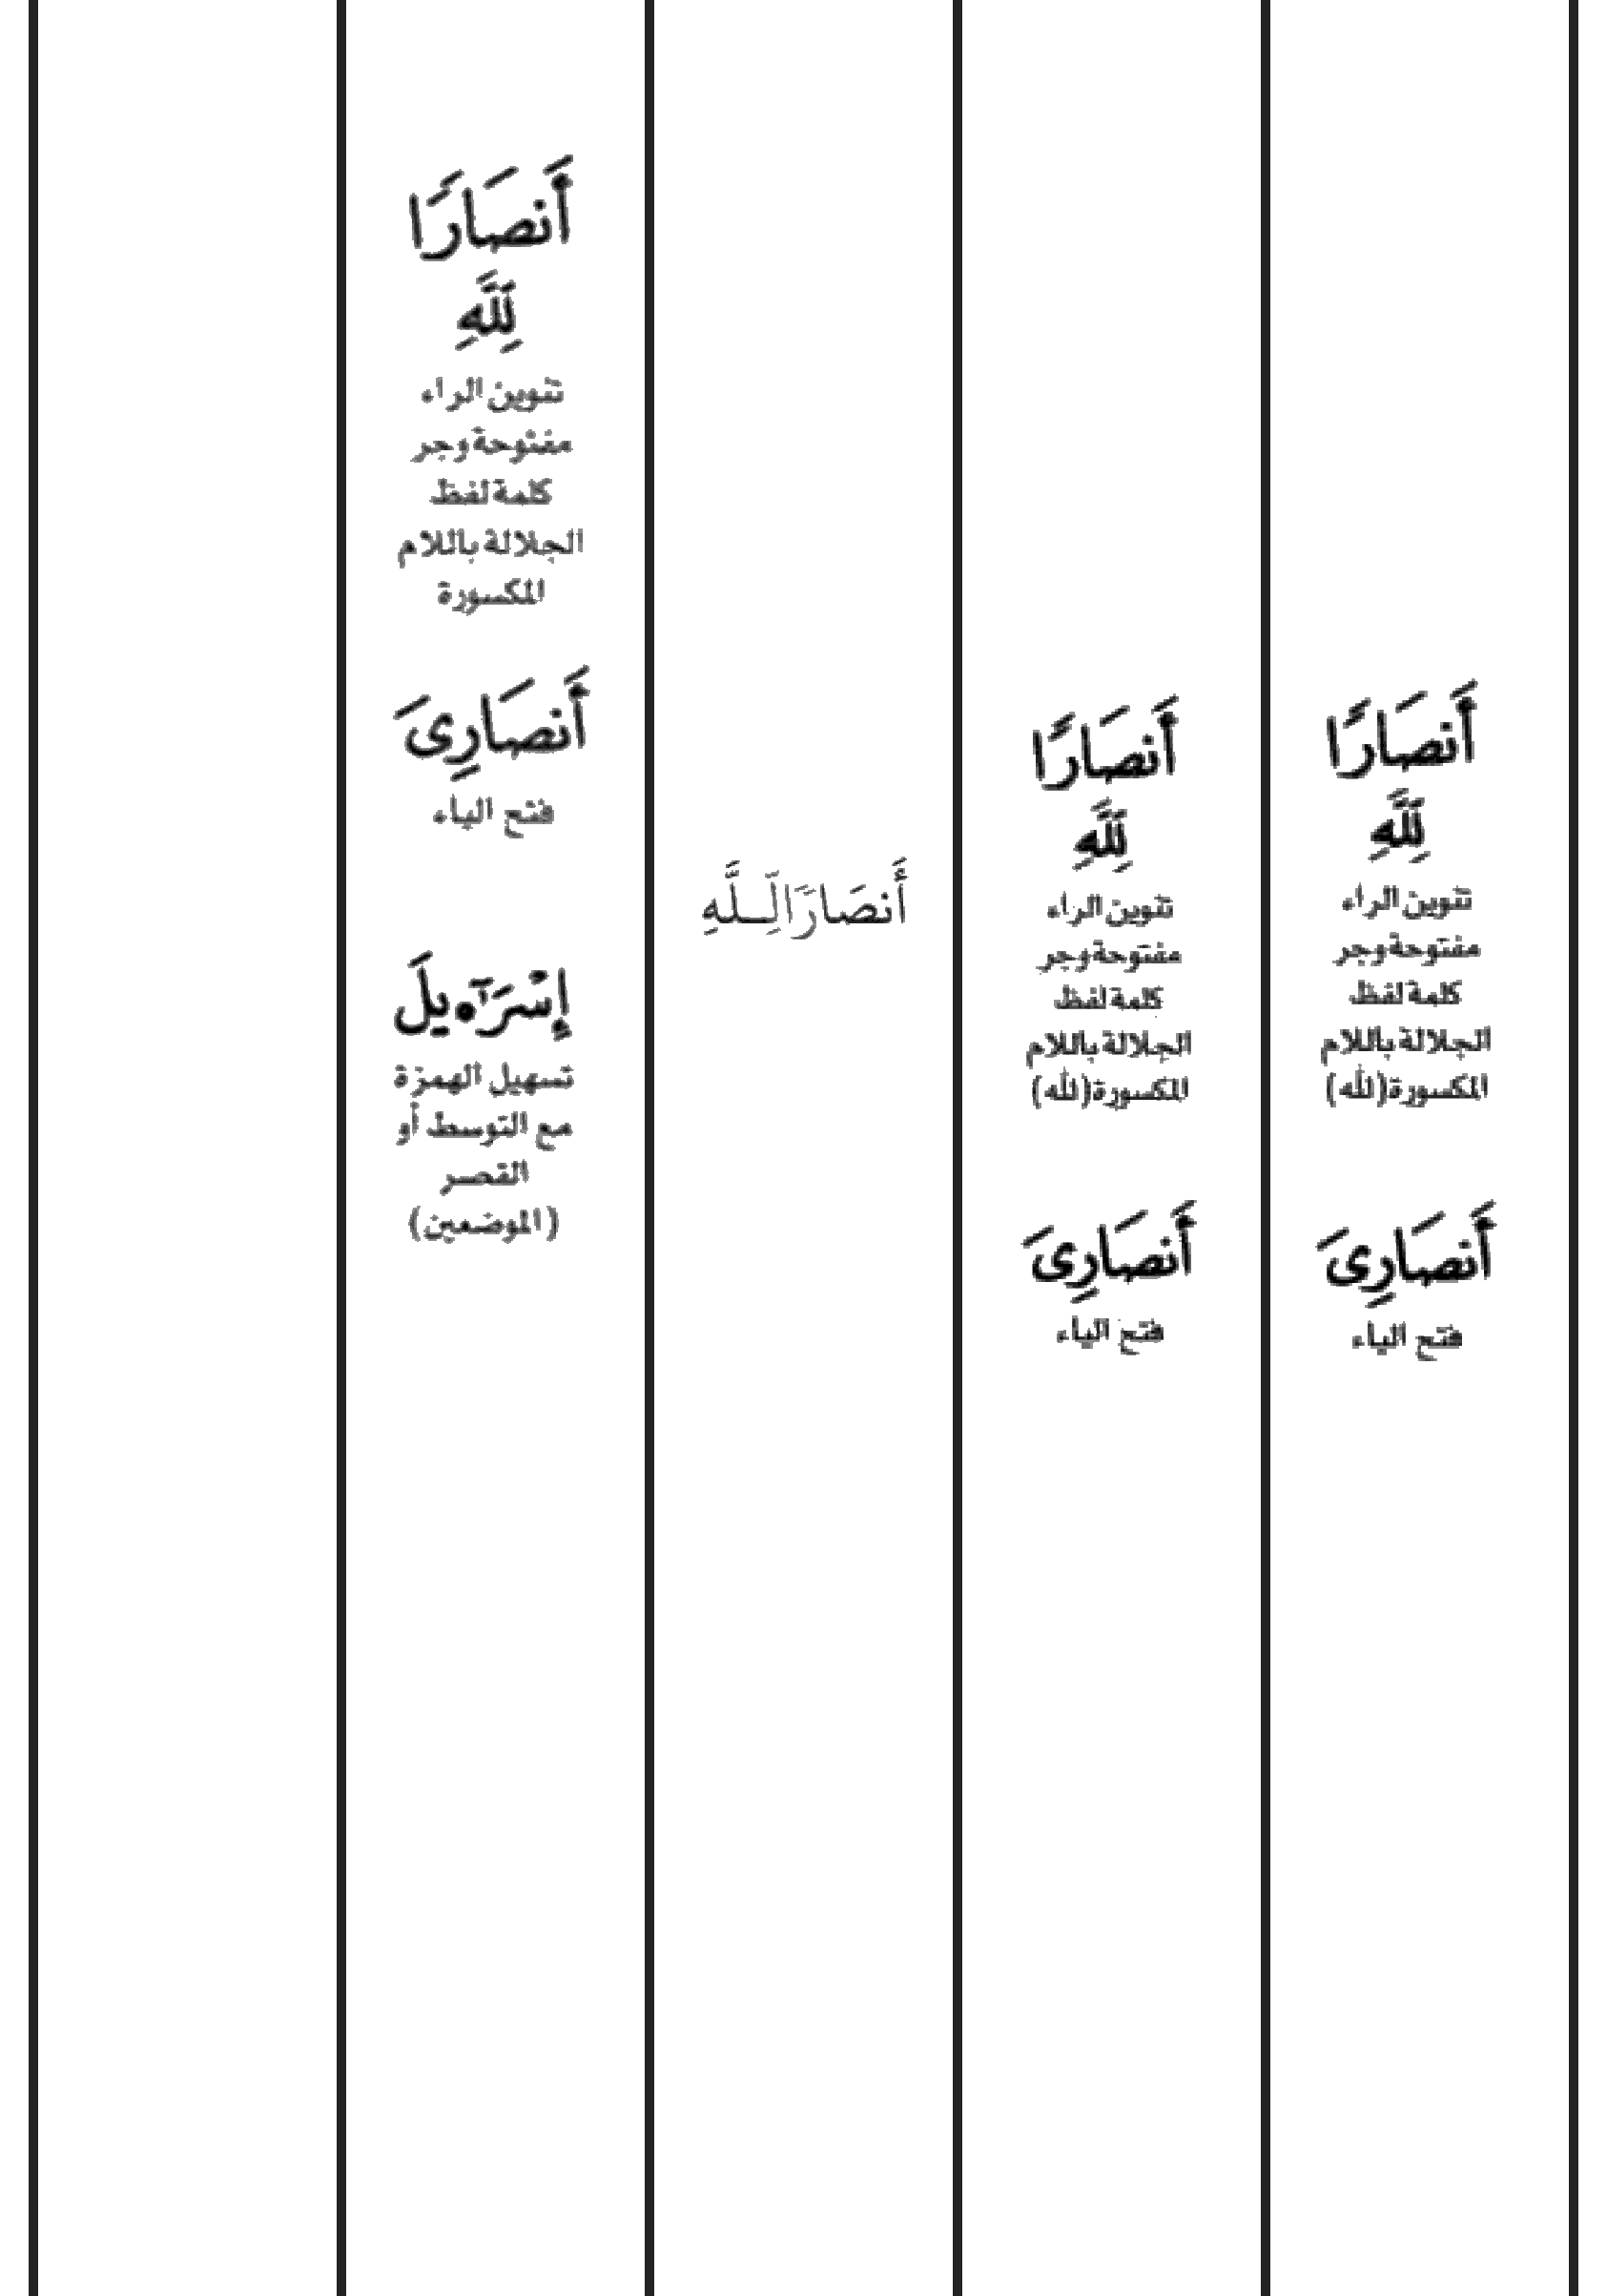 أَنصَارًا
لِّلَّهِ
تنوين الراء
مفتوحة وجر
كلمة لفظ
الجلالة باللام
المكسورة (لله)
أَنصَارِىَ
فتح الياء
أَنصَارًا
لِّلَّهِ
تنوين الراء
مفتوحة وجر
كلمة لفظ
الجلالة باللام
المكسورة (لله)
أَنصَارِىَ
فتح الياء
أَنصَارًا لِّلَّهِ
أَنصَارًا
لِّلَّهِ
تنوين الراء
مفتوحة وجر
كلمة لفظ
الجلالة باللام
المكسورة
أَنصَارِىَ
فتح الياء
إِسْرَآ•يلَ
تسهيل الهمزة
مع التوسط أو
القصر
(الموضعين)